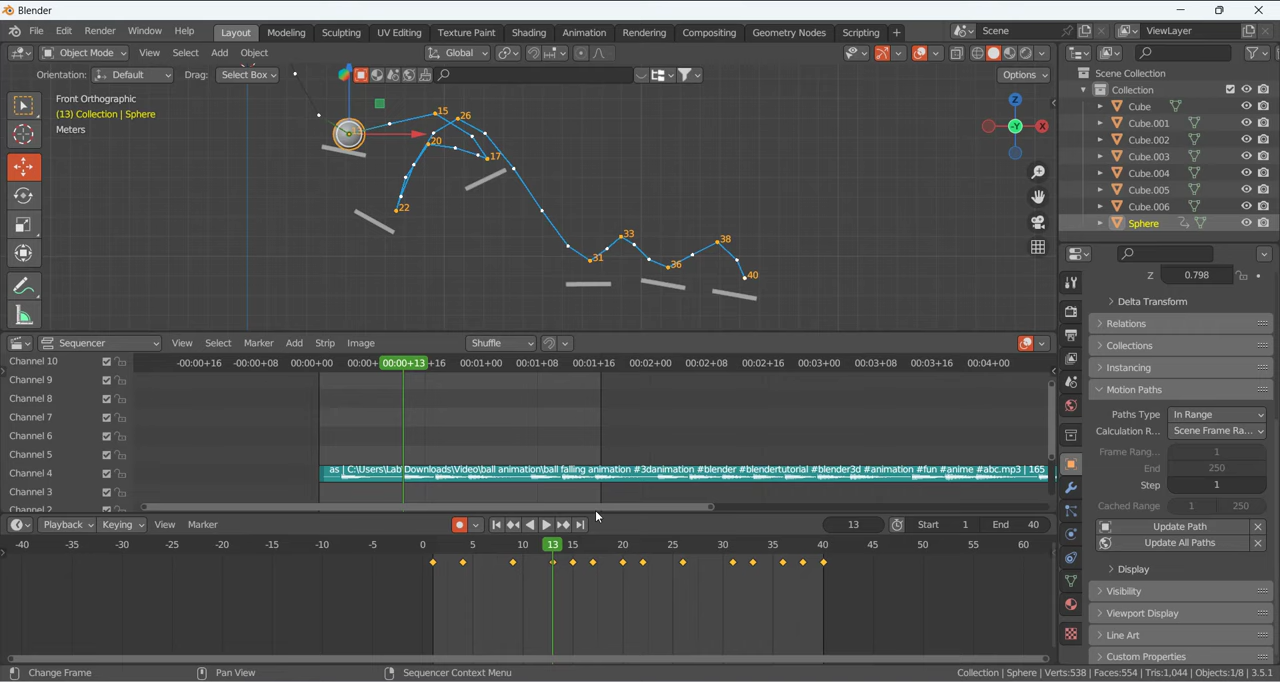 Blender
File Edit Render Window Help Layout Modeling Sculpting UV Editing Texture Paint Shading Animation Rendering Compositing Geometry Nodes Scripting + Scene ViewLayer
Object Mode View Select Add Object Global
Orientation: Default Drag: Select Box Options
Front Orthographic
(13) Collection | Sphere
Meters
15 26
20
17
22
33
31
36
38
40
Z
-Y X
Scene Collection
Collection
Cube
Cube.001
Cube.002
Cube.003
Cube.004
Cube.005
Cube.006
Sphere
Z 0.798
Delta Transform
Relations
Collections
Instancing
Motion Paths
Paths Type In Range
Calculation R... Scene Frame Ra...
Frame Rang... 1
End 250
Step 1
Cached Range 1 250
Update Path
Update All Paths
Display
Visibility
Viewport Display
Line Art
Custom Properties
Sequencer View Select Marker Add Strip Image Shuffle
-00:00+16 -00:00+08 00:00+00 00:00+ 00:00+13 +16 00:01+00 00:01+08 00:01+16 00:02+00 00:02+08 00:02+16 00:03+00 00:03+08 00:03+16 00:04+00
Channel 10
Channel 9
Channel 8
Channel 7
Channel 6
Channel 5
Channel 4
as | C:\Users\Lab\Downloads\Video\ball animation\ball falling animation #3danimation #blender #blendertutorial #blender3d #animation #fun #anime #abc.mp3 | 165
Channel 3
Channel 2
Playback Keying View Marker 13 Start 1 End 40
-40 -35 -30 -25 -20 -15 -10 -5 0 5 10 13 15 20 25 30 35 40 45 50 55 60
Change Frame Pan View Sequencer Context Menu Collection | Sphere | Verts:538 | Faces:554 | Tris:1,044 | Objects:1/8 | 3.5.1